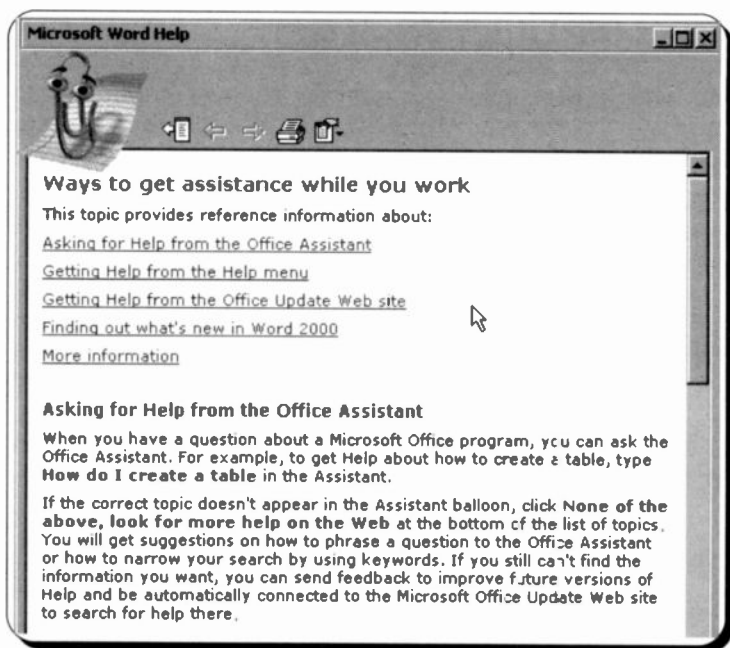 Microsoft Word Help
Ways to get assistance while you work
This topic provides reference information about:
Asking for Help from the Office Assistant
Getting Help from the Help menu
Getting Help from the Office Update Web site
Finding out what's new in Word 2000
More information
Asking for Help from the Office Assistant
When you have a question about a Microsoft Office program, you can ask the
Office Assistant. For example, to get Help about how to create a table, type
How do I create a table in the Assistant.
If the correct topic doesn't appear in the Assistant balloon, click None of the
above, look for more help on the Web at the bottom of the list of topics.
You will get suggestions on how to phrase a question to the Office Assistant
or how to narrow your search by using keywords. If you still can't find the
information you want, you can send feedback to improve future versions of
Help and be automatically connected to the Microsoft Office Update Web site
to search for help there.